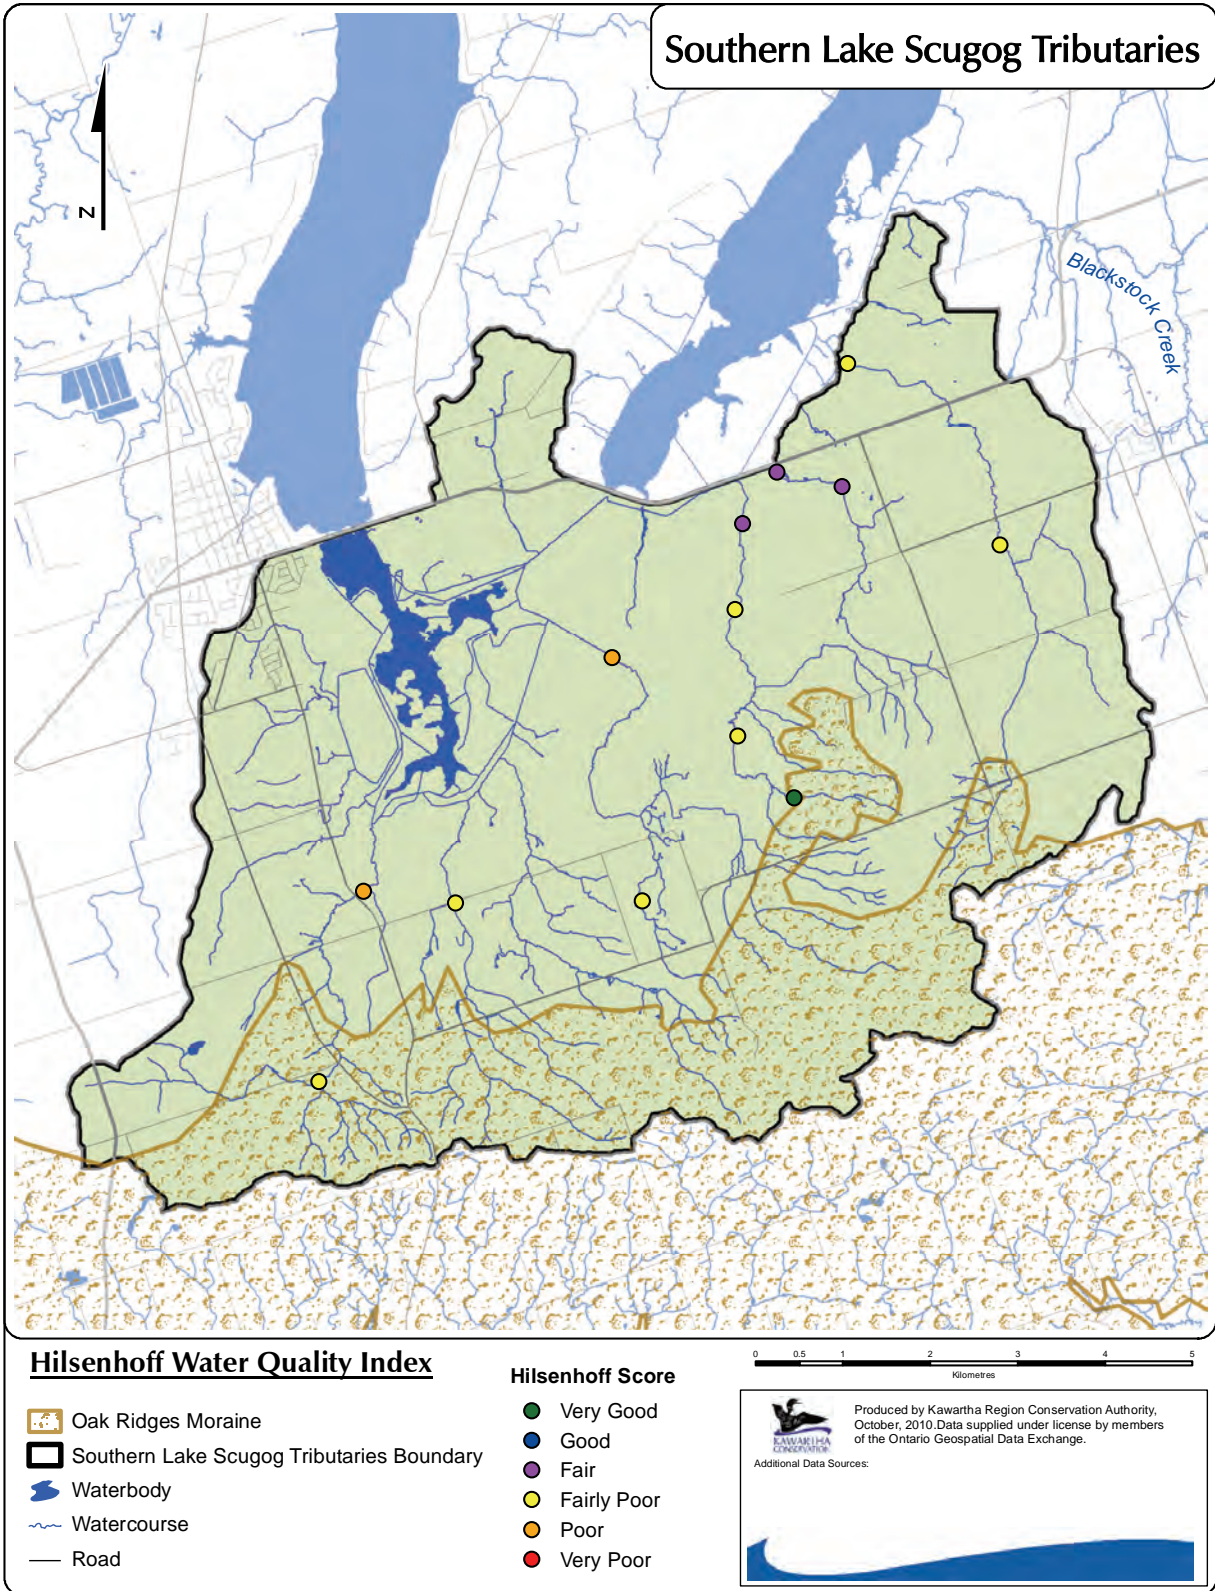 Southern Lake Scugog Tributaries
N
Blackstock Creek
Hilsenhoff Water Quality Index
Oak Ridges Moraine
Southern Lake Scugog Tributaries Boundary
Waterbody
Watercourse
Road
Hilsenhoff Score
Very Good
Good
Fair
Fairly Poor
Poor
Very Poor
0 0.5 1 2 3 4 5
Kilometres
KAWARTHA
CONSERVATION
Produced by Kawartha Region Conservation Authority,
October, 2010.Data supplied under license by members
of the Ontario Geospatial Data Exchange.
Additional Data Sources: